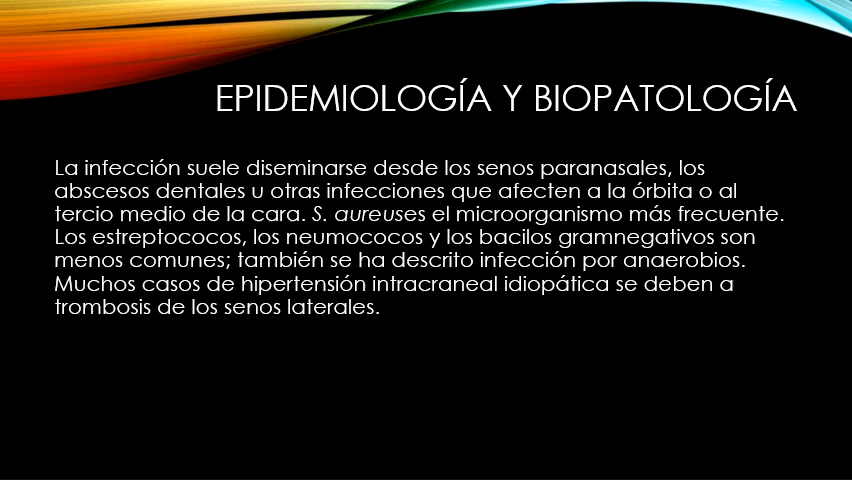 EPIDEMIOLOGÍA Y BIOPATOLOGÍA
La infección suele diseminarse desde los senos paranasales, los
abscesos dentales u otras infecciones que afecten a la órbita o al
tercio medio de la cara. S. aureuses el microorganismo más frecuente.
Los estreptococos, los neumococos y los bacilos gramnegativos son
menos comunes; también se ha descrito infección por anaerobios.
Muchos casos de hipertensión intracraneal idiopática se deben a
trombosis de los senos laterales.